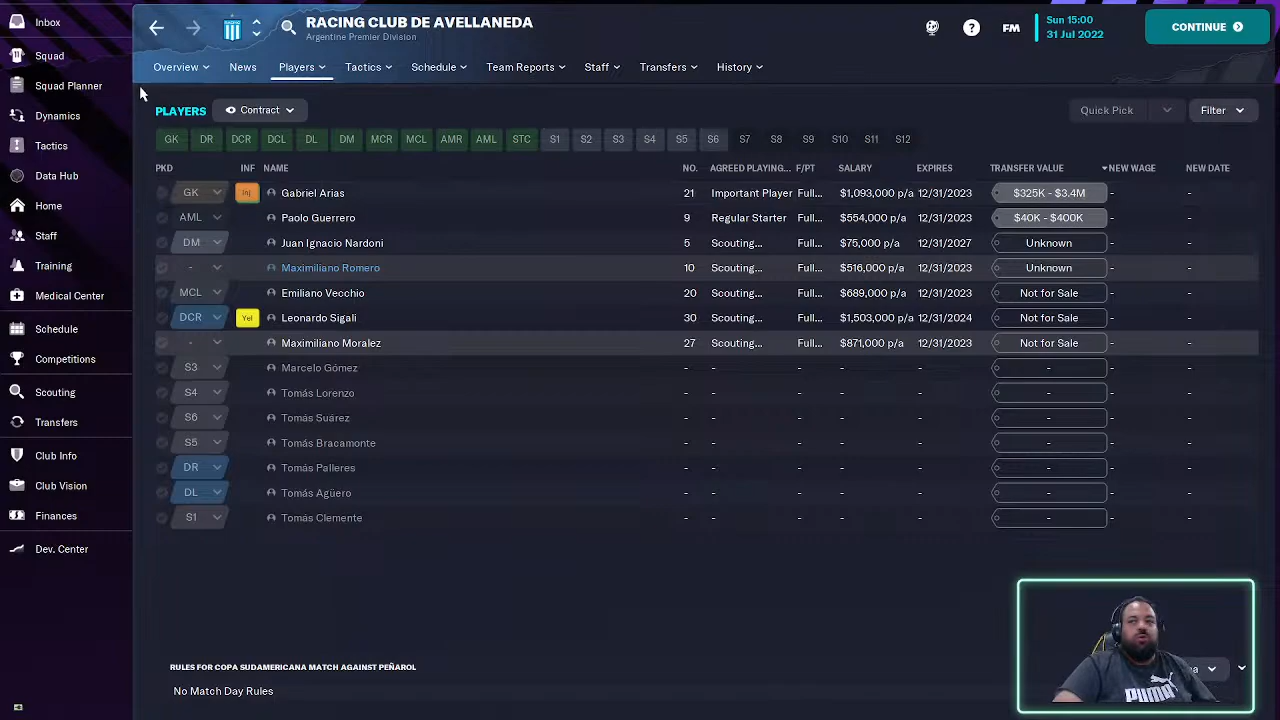 Inbox
Squad
Squad Planner
Dynamics
Tactics
Data Hub
Home
Staff
Training
Medical Center
Schedule
Competitions
Scouting
Transfers
Club Info
Club Vision
Finances
Dev. Center
RACING CLUB DE AVELLANEDA
Argentine Premier Division
FM
Sun 15:00
31 Jul 2022
CONTINUE
Overview News Players Tactics Schedule Team Reports Staff Transfers History
PLAYERS Contract Quick Pick Filter
GK DR DCR DCL DL DM MCR MCL AMR AML STC S1 S2 S3 S4 S5 S6 S7 S8 S9 S10 S11 S12
PKD INF NAME NO. AGREED PLAYING... F/PT SALARY EXPIRES TRANSFER VALUE NEW WAGE NEW DATE
GK Inj Gabriel Arias 21 Important Player Full... $1,093,000 p/a 12/31/2023 $325K - $3.4M - -
AML Paolo Guerrero 9 Regular Starter Full... $554,000 p/a 12/31/2023 $40K - $400K - -
DM Juan Ignacio Nardoni 5 Scouting... Full... $75,000 p/a 12/31/2027 Unknown - -
- Maximiliano Romero 10 Scouting... Full... $516,000 p/a 12/31/2023 Unknown - -
MCL Emiliano Vecchio 20 Scouting... Full... $689,000 p/a 12/31/2023 Not for Sale - -
DCR Yel Leonardo Sigali 30 Scouting... Full... $1,503,000 p/a 12/31/2024 Not for Sale - -
- Maximiliano Moralez 27 Scouting... Full... $871,000 p/a 12/31/2023 Not for Sale - -
S3 Marcelo Gómez - - - - - - - -
S4 Tomás Lorenzo - - - - - - - -
S6 Tomás Suárez - - - - - - - -
S5 Tomás Bracamonte - - - - - - - -
DR Tomás Palleres - - - - - - - -
DL Tomás Agüero - - - - - - - -
S1 Tomás Clemente - - - - - - - -
RULES FOR COPA SUDAMERICANA MATCH AGAINST PEÑAROL
No Match Day Rules
PUMA